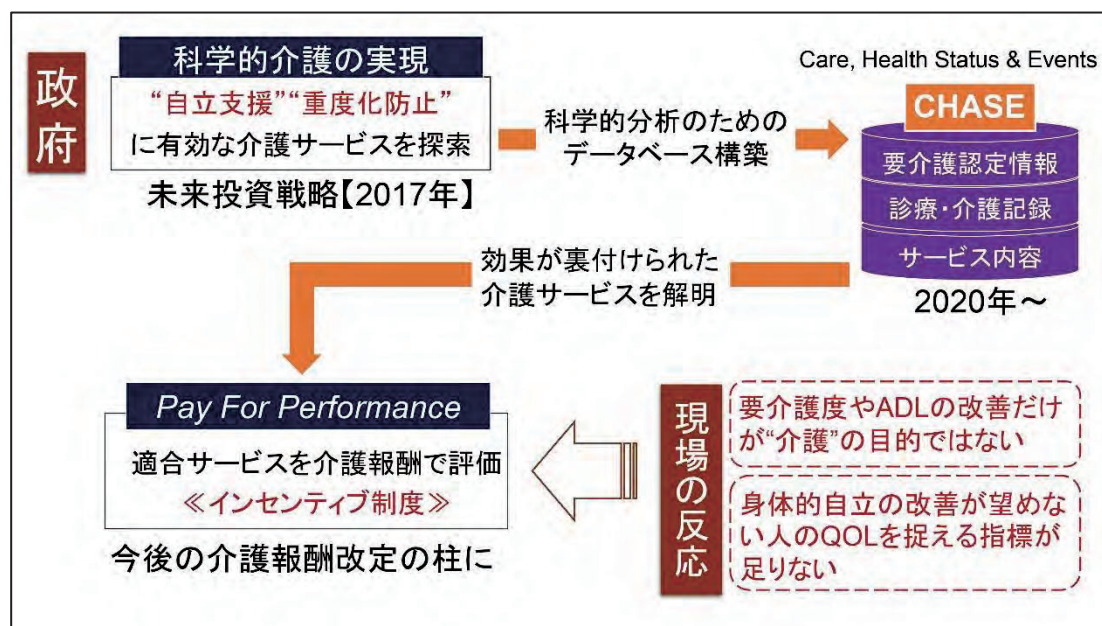 政府
科学的介護の実現
“自立支援”“重度化防止”
に有効な介護サービスを探索
未来投資戦略【2017年】
科学的分析のための
データベース構築
Care, Health Status & Events
CHASE
要介護認定情報
診療・介護記録
サービス内容
2020年～
効果が裏付けられた
介護サービスを解明
Pay For Performance
適合サービスを介護報酬で評価
≪インセンティブ制度≫
今後の介護報酬改定の柱に
現場の反応
要介護度やADLの改善だけ
が“介護”の目的ではない
身体的自立の改善が望めない
人のQOLを捉える指標が
足りない